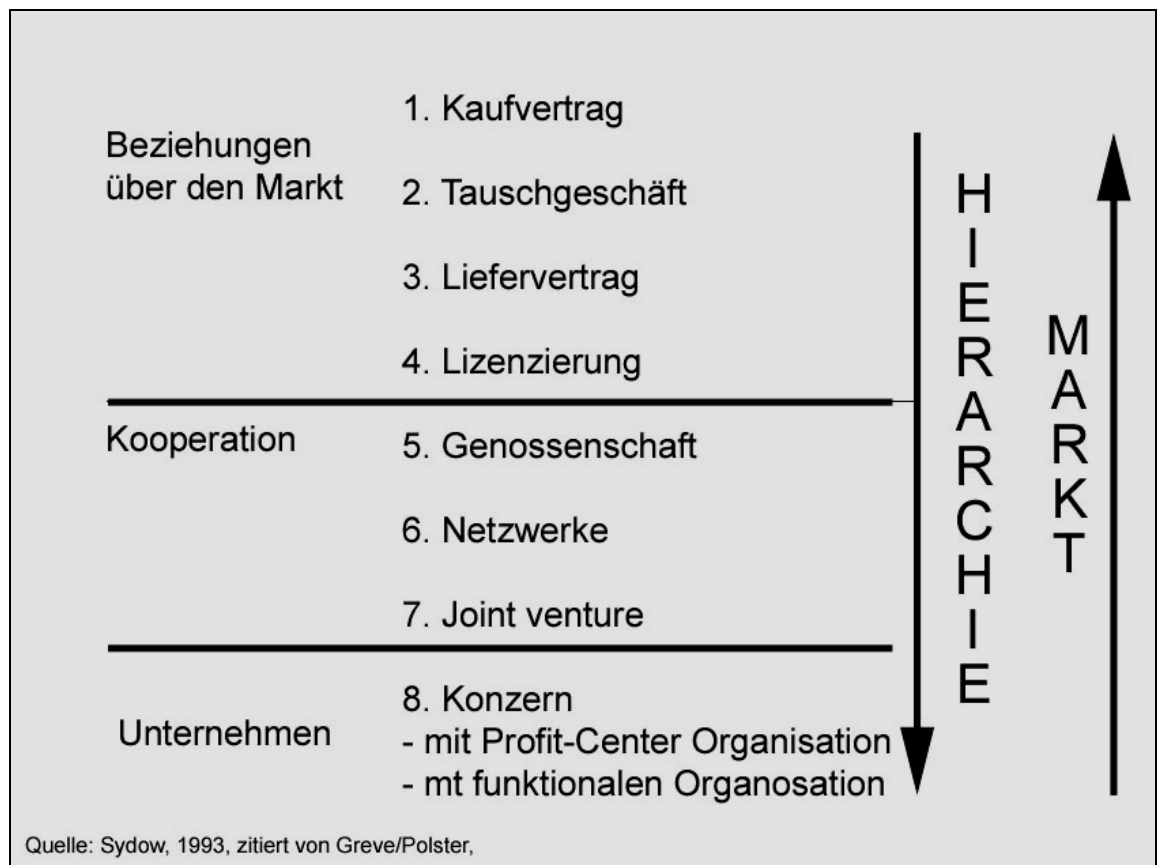 1. Kaufvertrag
Beziehungen
über den Markt
2. Tauschgeschäft
3. Liefervertrag
4. Lizenzierung
Kooperation
5. Genossenschaft
6. Netzwerke
7. Joint venture
Unternehmen
8. Konzern
- mit Profit-Center Organisation
- mt funktionalen Organosation
HIERARCHIE
MARKT
Quelle: Sydow, 1993, zitiert von Greve/Polster,